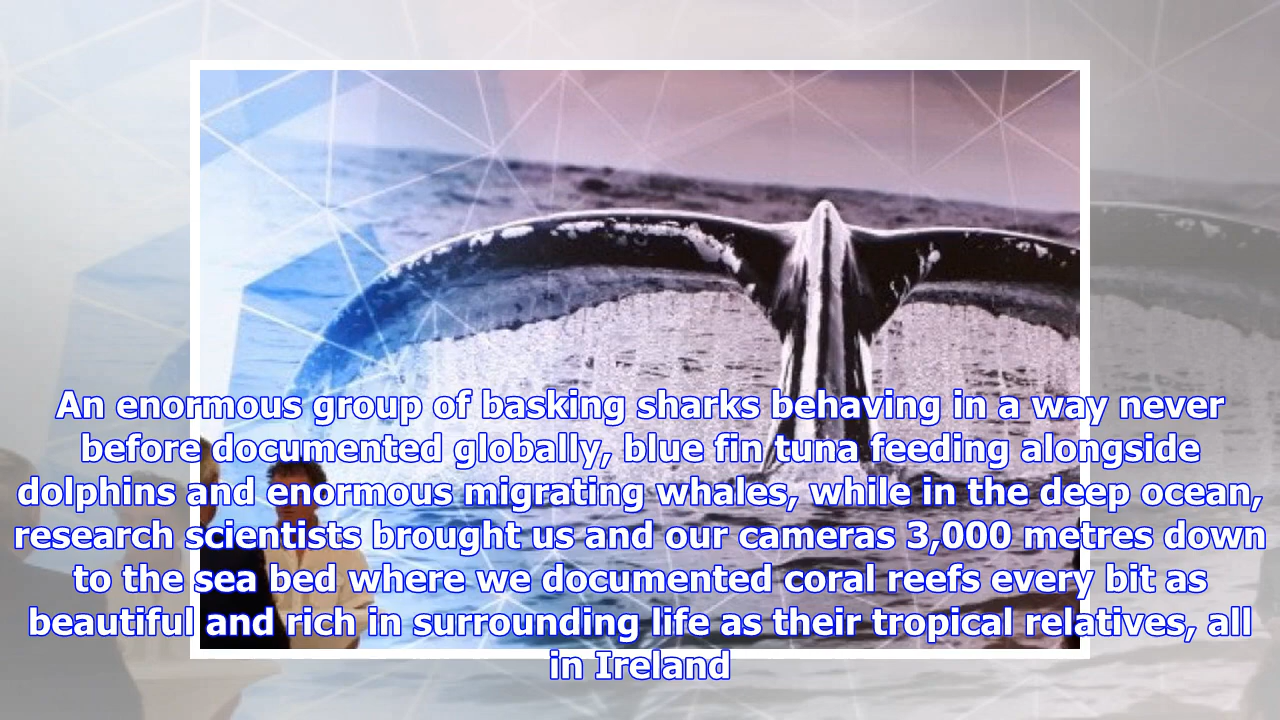 An enormous group of basking sharks behaving in a way never
before documented globally, blue fin tuna feeding alongside
dolphins and enormous migrating whales, while in the deep ocean,
research scientists brought us and our cameras 3,000 metres down
to the sea bed where we documented coral reefs every bit as
beautiful and rich in surrounding life as their tropical relatives, all
in Ireland